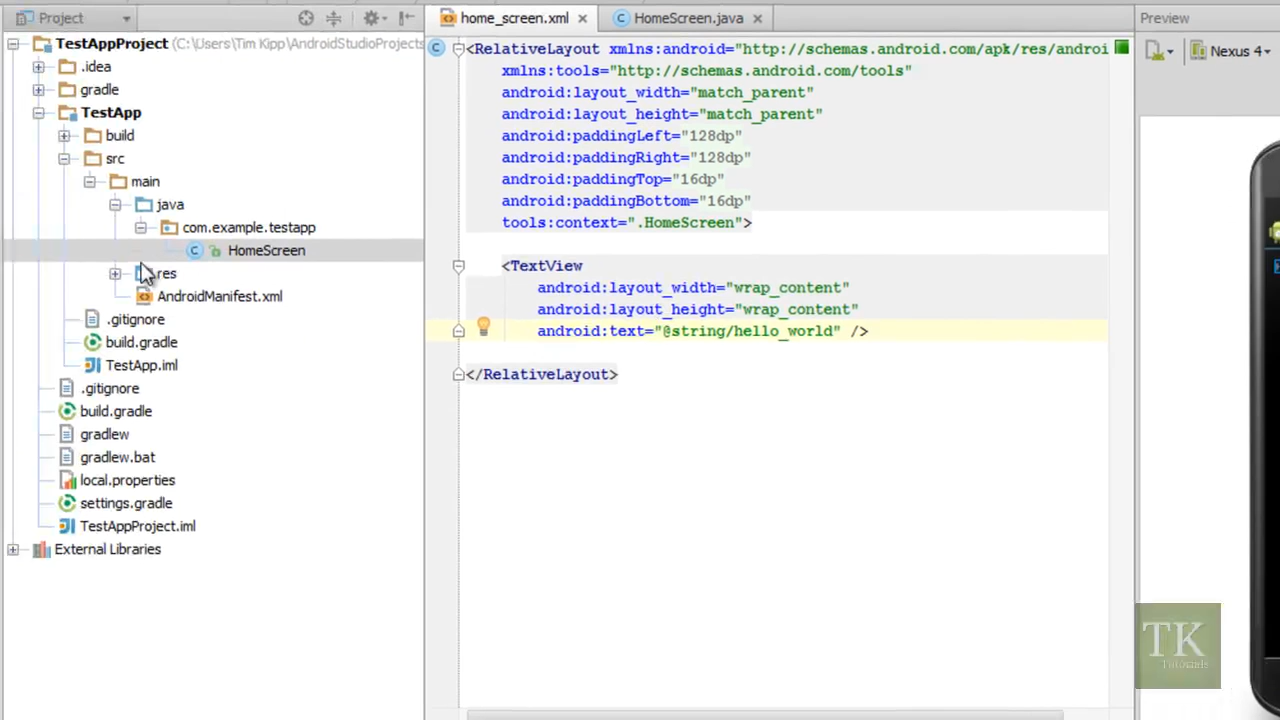 Project
home_screen.xml
HomeScreen.java
Preview
TestAppProject (C:\Users\Tim Kipp\AndroidStudioProjects
.idea
gradle
TestApp
build
src
main
java
com.example.testapp
HomeScreen
res
AndroidManifest.xml
.gitignore
build.gradle
TestApp.iml
.gitignore
build.gradle
gradlew
gradlew.bat
local.properties
settings.gradle
TestAppProject.iml
External Libraries
<RelativeLayout xmlns:android="http://schemas.android.com/apk/res/androi
xmlns:tools="http://schemas.android.com/tools"
android:layout_width="match_parent"
android:layout_height="match_parent"
android:paddingLeft="128dp"
android:paddingRight="128dp"
android:paddingTop="16dp"
android:paddingBottom="16dp"
tools:context=".HomeScreen">
<TextView
android:layout_width="wrap_content"
android:layout_height="wrap_content"
android:text="@string/hello_world" />
</RelativeLayout>
Nexus 4
TK
Tutorials